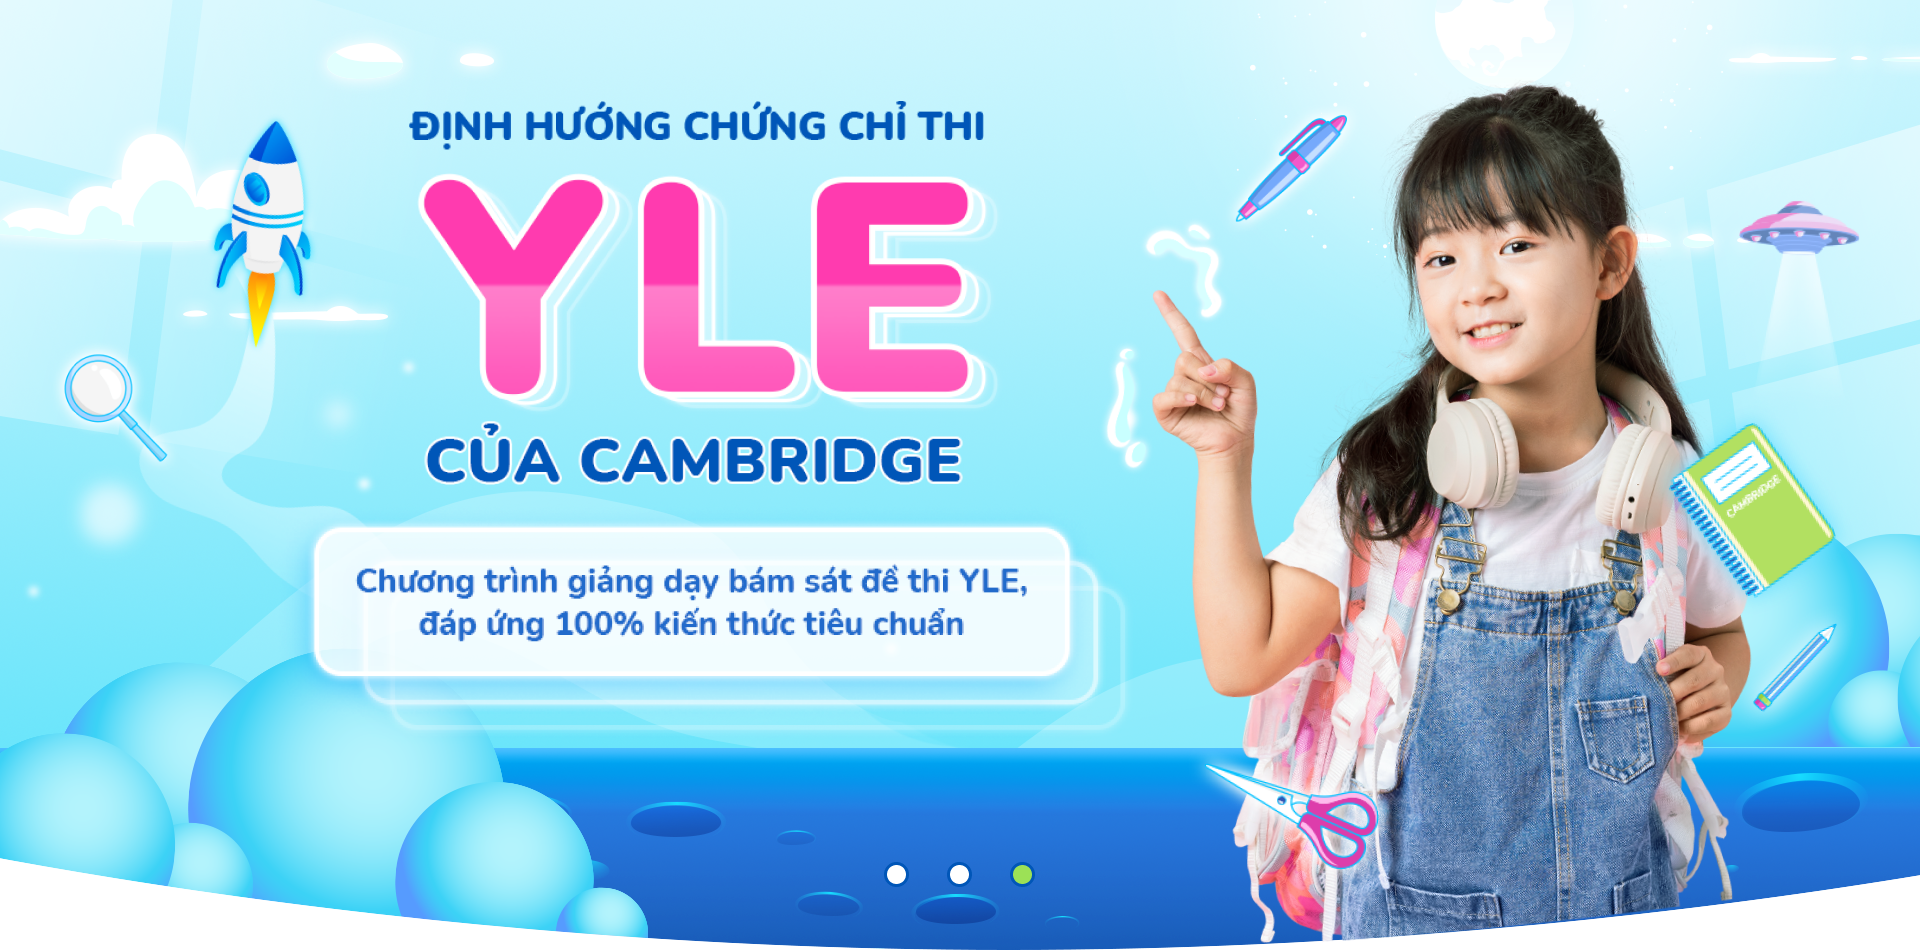 ĐỊNH HƯỚNG CHỨNG CHỈ THI
YLE
CỦA CAMBRIDGE
Chương trình giảng dạy bám sát đề thi YLE,
đáp ứng 100% kiến thức tiêu chuẩn
CAMBRIDGE